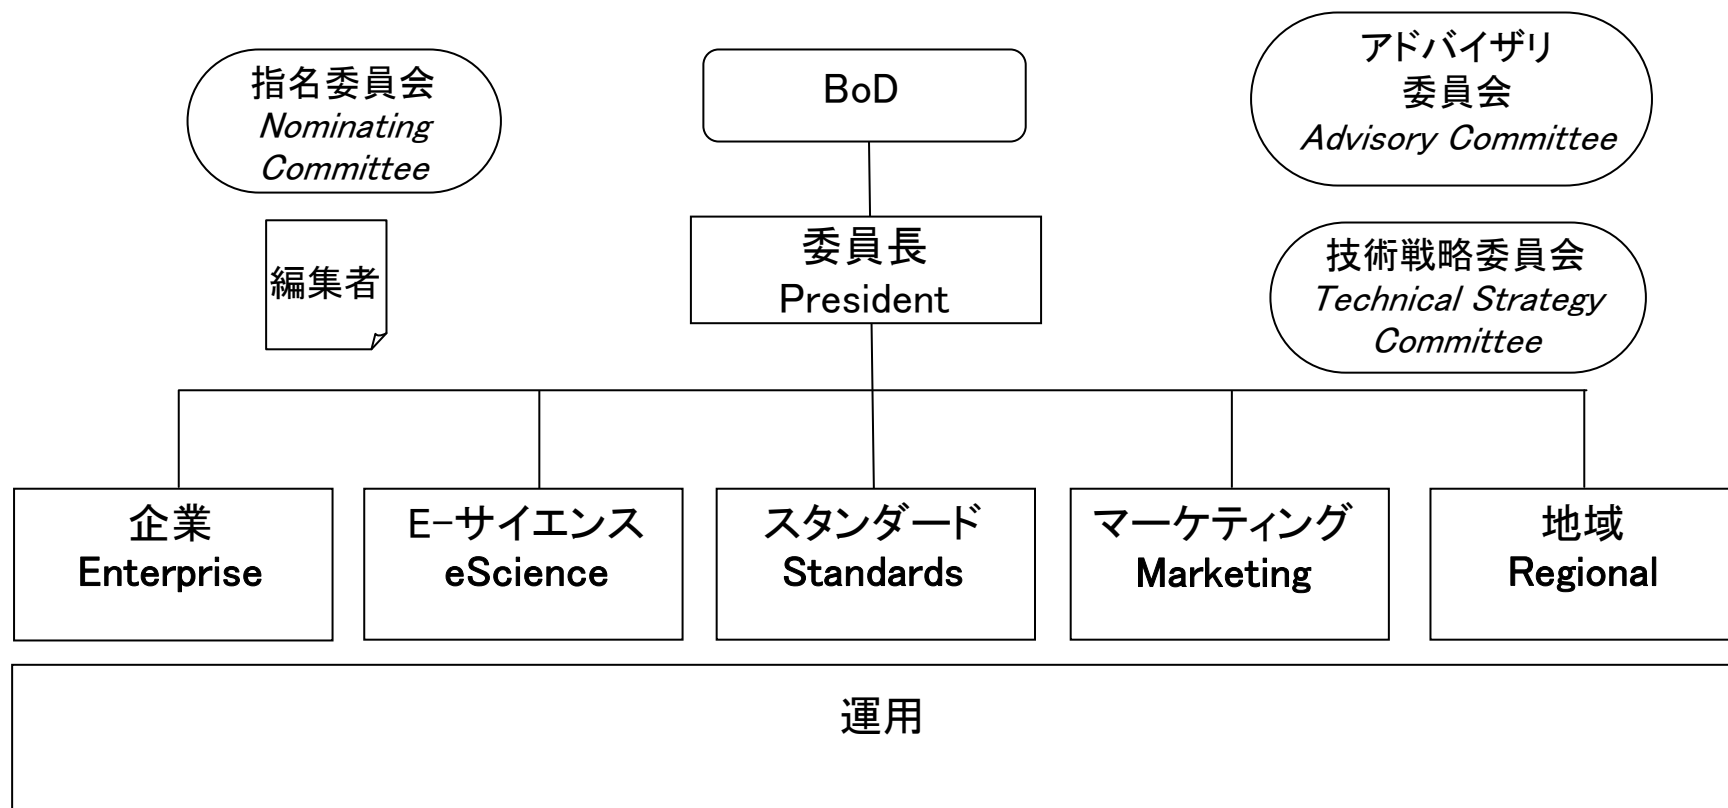 指名委員会
Nominating
Committee
BoD
アドバイザリ
委員会
Advisory Committee
編集者
委員長
President
技術戦略委員会
Technical Strategy
Committee
企業
Enterprise
E-サイエンス
eScience
スタンダード
Standards
マーケティング
Marketing
地域
Regional
運用